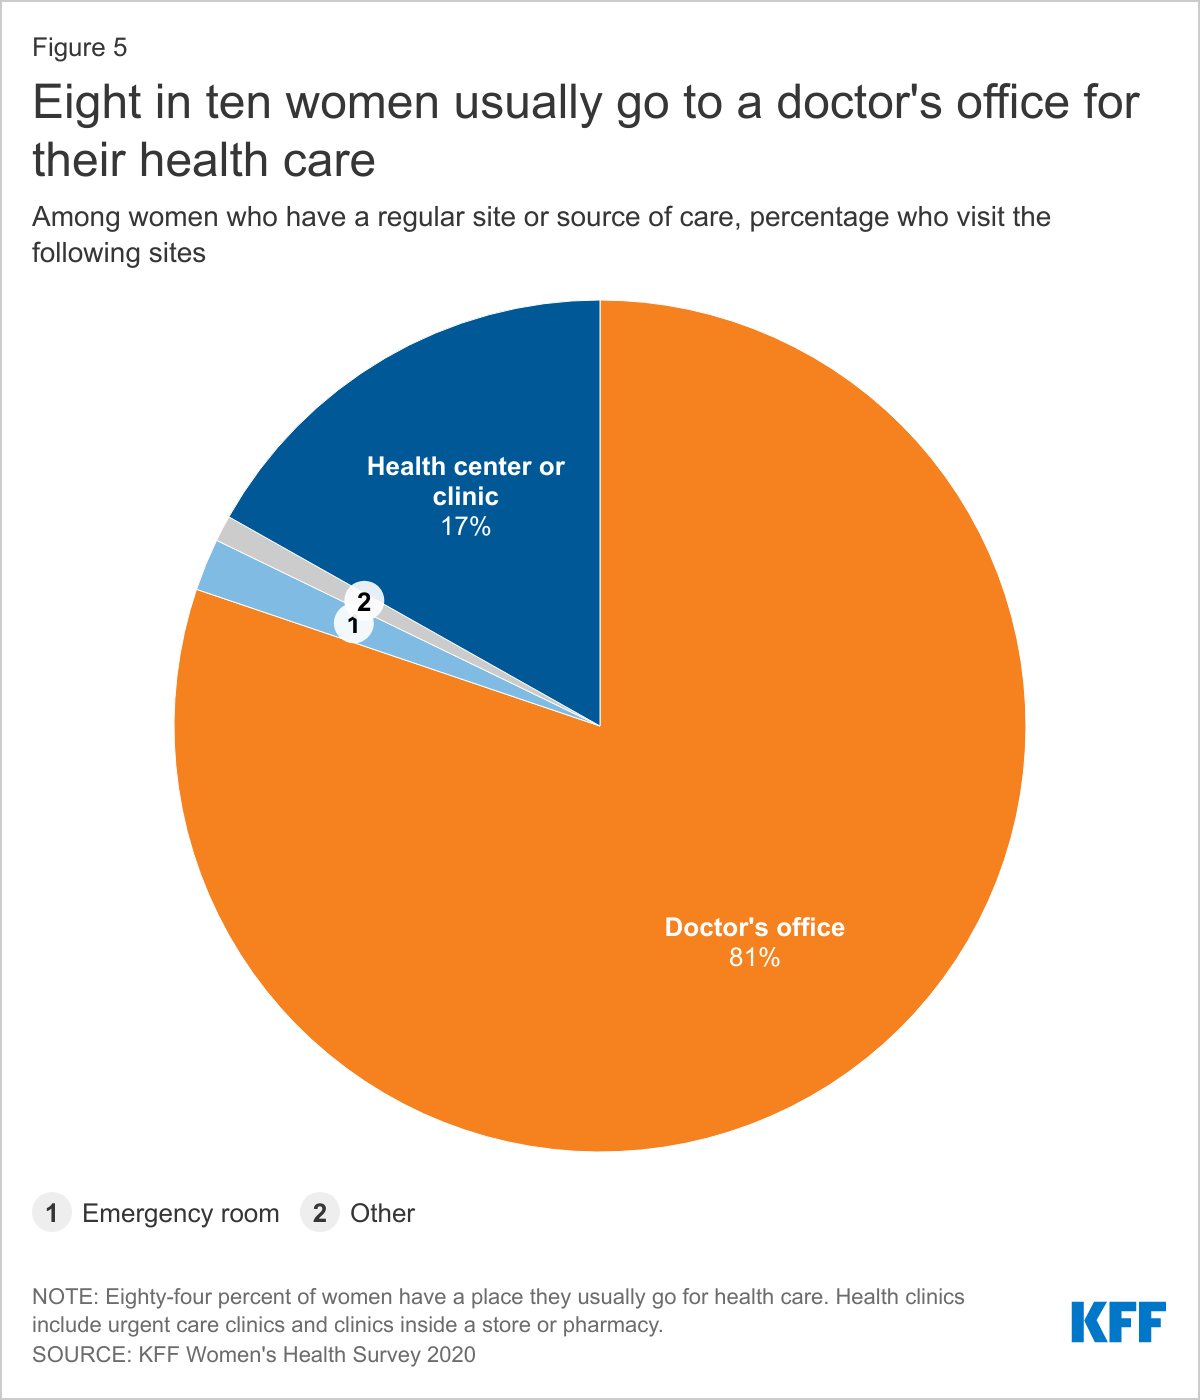 Figure 5
Eight in ten women usually go to a doctor's office for
their health care
Among women who have a regular site or source of care, percentage who visit the
following sites
Health center or
clinic
17%
2
1
Doctor's office
81%
1 Emergency room 2 Other
NOTE: Eighty-four percent of women have a place they usually go for health care. Health clinics
include urgent care clinics and clinics inside a store or pharmacy.
SOURCE: KFF Women's Health Survey 2020
KFF